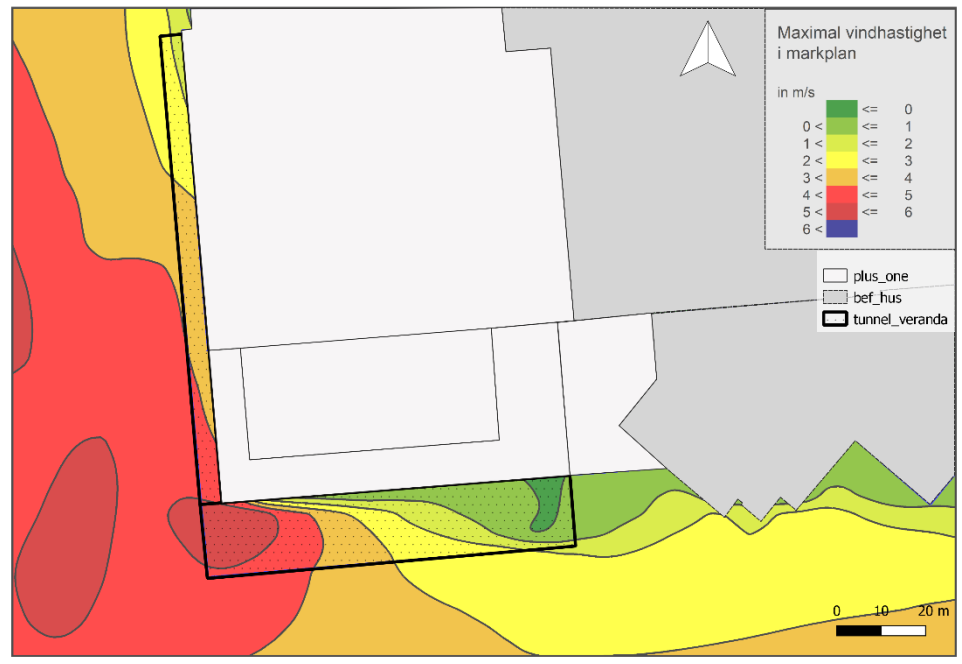 Maximal vindhastighet
i markplan
in m/s
<= 0
0 < <= 1
1 < <= 2
2 < <= 3
3 < <= 4
4 < <= 5
5 < <= 6
6 <
plus_one
bef_hus
tunnel_veranda
0 10 20 m